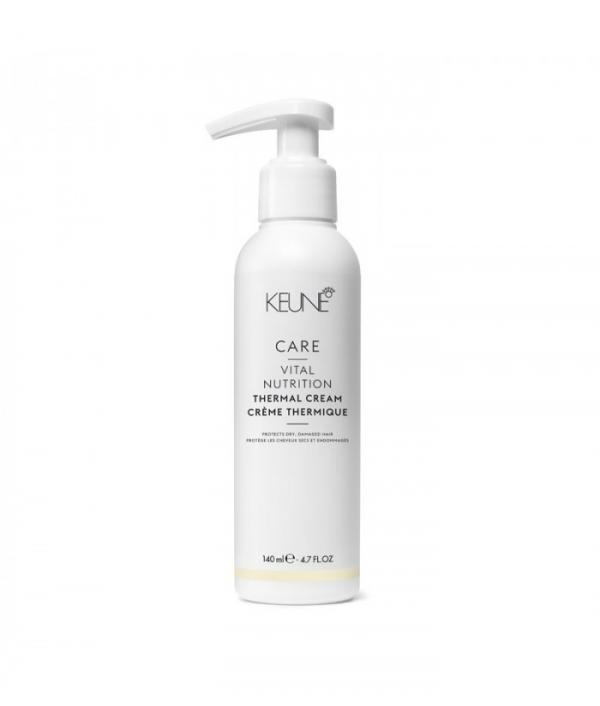 KEUNE
CARE
VITAL
NUTRITION
THERMAL CREAM
CRÈME THERMIQUE
PROTECTS DRY, DAMAGED HAIR
PROTÈGE LES CHEVEUX SECS ET ENDOMMAGÉS
140 ml℮ - 4.7 FL.OZ